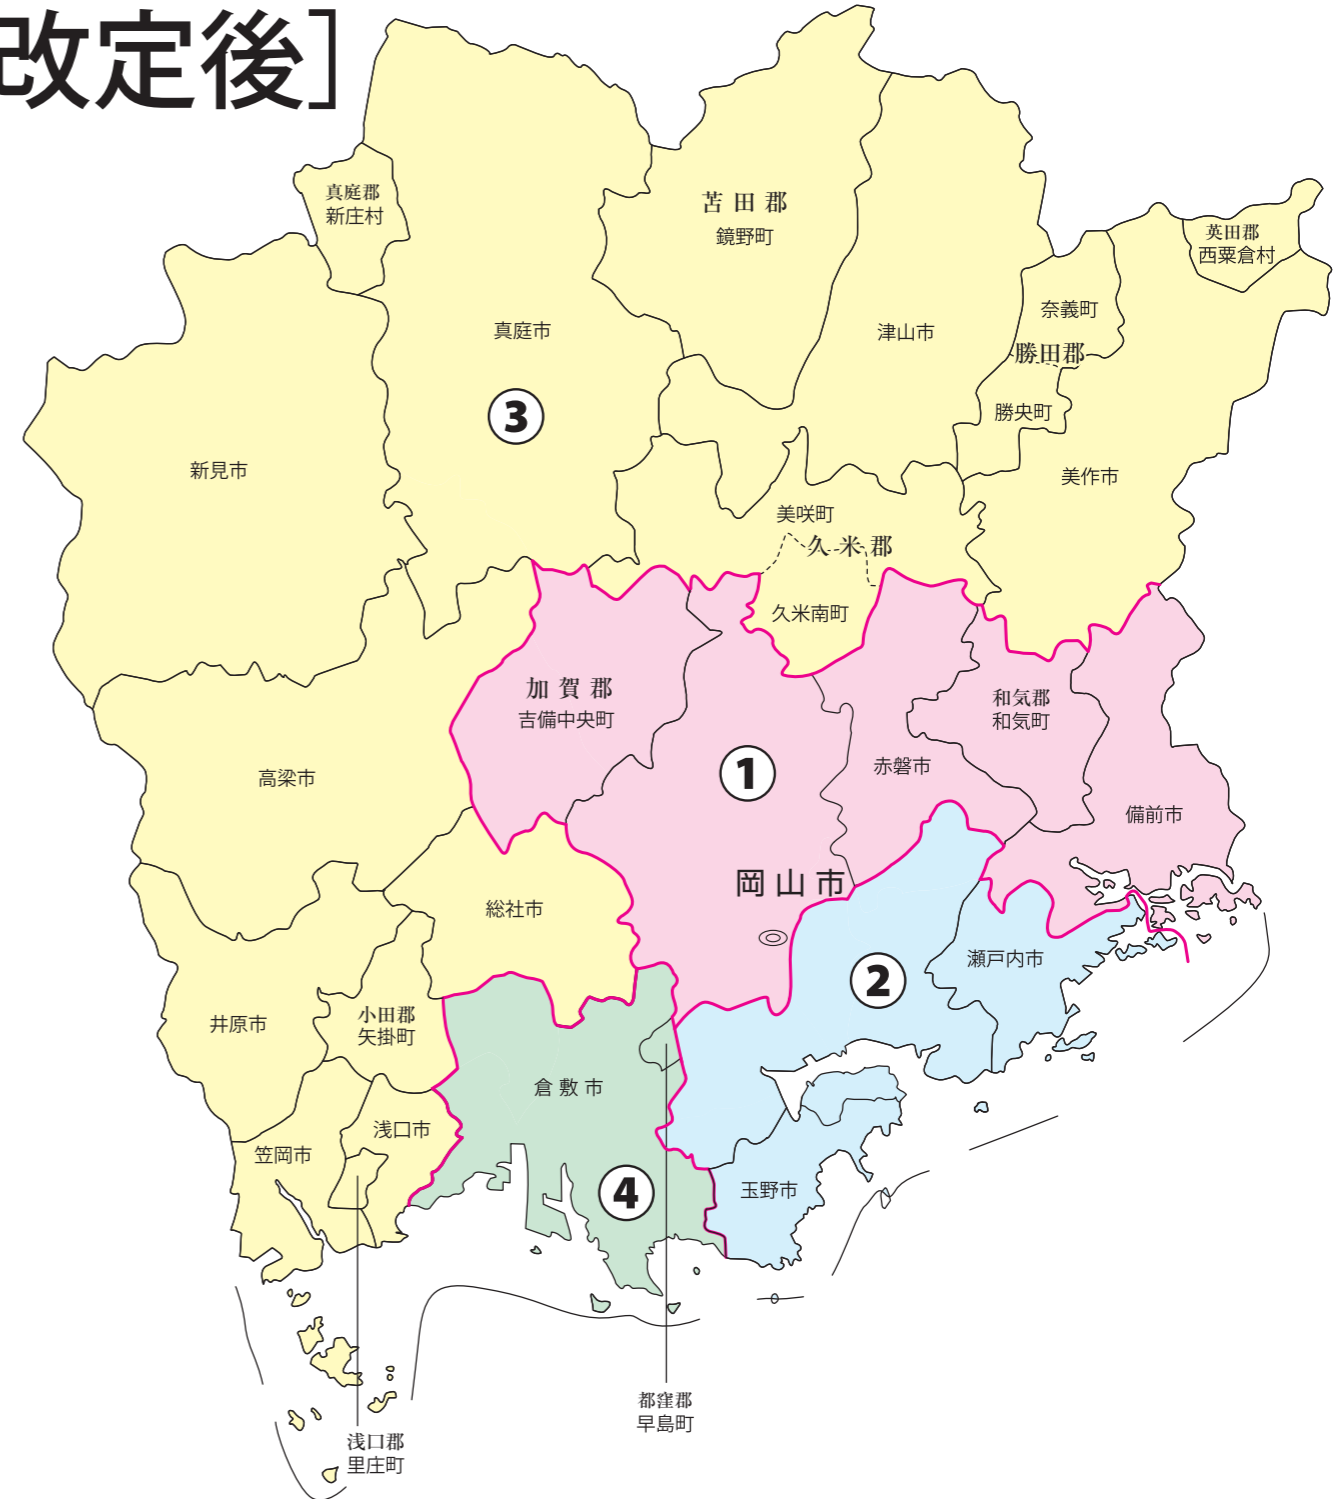 改定後］
真庭郡
新庄村
苫田郡
鏡野町
英田郡
西粟倉村
奈義町
真庭市
津山市
勝田郡
勝央町
③
新見市
美作市
美咲町
久米郡
久米南町
加賀郡
吉備中央町
和気郡
和気町
①
赤磐市
高梁市
備前市
岡山市
総社市
瀬戸内市
②
小田郡
矢掛町
井原市
倉敷市
浅口市
笠岡市
④
玉野市
都窪郡
早島町
浅口郡
里庄町